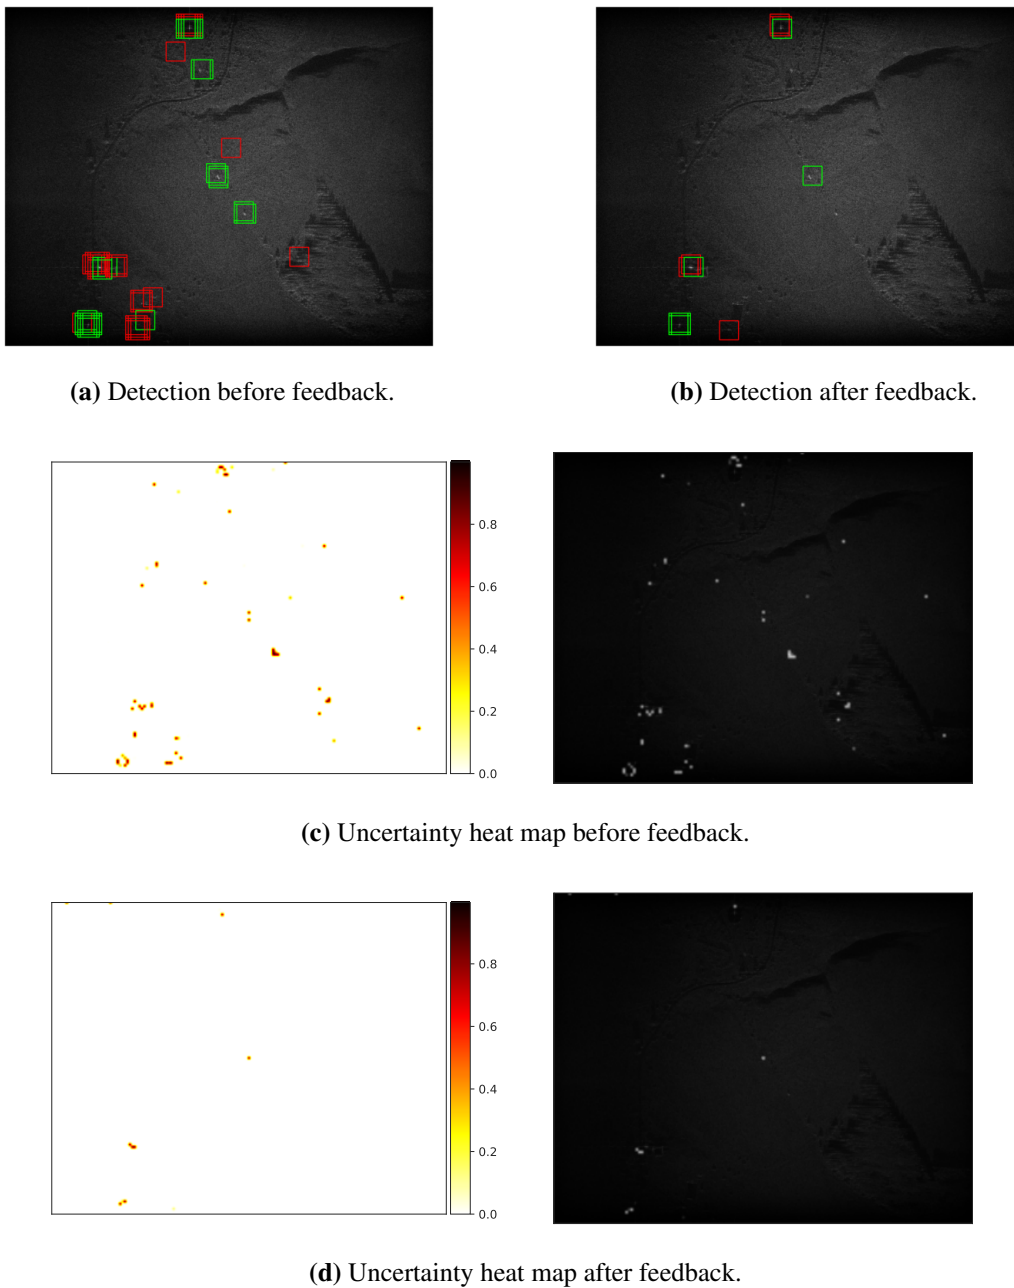 (a) Detection before feedback.
(b) Detection after feedback.
0.8
0.6
0.4
0.2
0.0
(c) Uncertainty heat map before feedback.
0.8
0.6
0.4
0.2
0.0
(d) Uncertainty heat map after feedback.